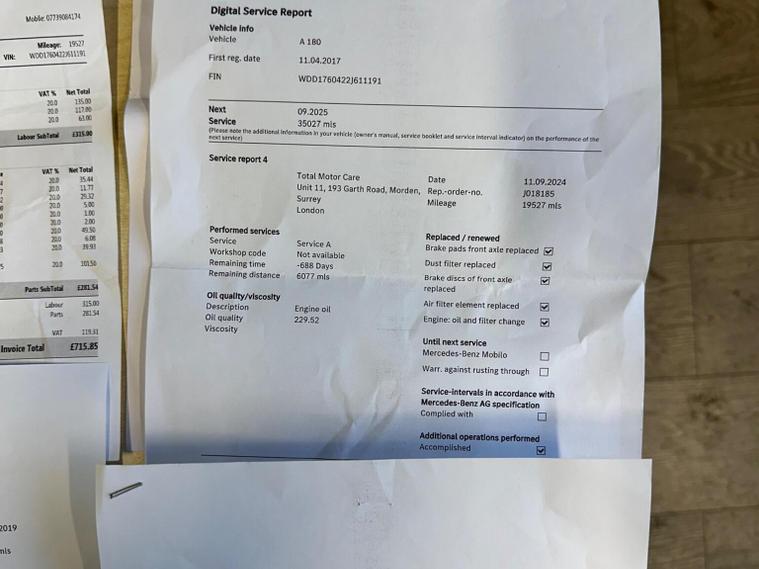 Mobile: 07739084174
Mileage: 19527
VIN: WDD1760422J611191
VAT % Net Total
20.0 135.00
20.0 117.00
20.0 63.00
Labour SubTotal £315.00
VAT % Net Total
20.0 35.44
20.0 11.77
20.0 29.32
20.0 5.00
20.0 1.00
20.0 2.00
20.0 49.50
20.0 6.08
20.0 39.93
20.0 101.50
Parts SubTotal £281.54
Labour 315.00
Parts 281.54
VAT 119.31
Invoice Total £715.85
2019
mls
Digital Service Report
Vehicle info
Vehicle A 180
First reg. date 11.04.2017
FIN WDD1760422J611191
Next 09.2025
Service 35027 mls
(Please note the additional information in your vehicle (owner's manual, service booklet and service interval indicator) on the performance of the
next service)
Service report 4
Total Motor Care
Unit 11, 193 Garth Road, Morden,
Surrey
London
Date 11.09.2024
Rep.-order-no. J018185
Mileage 19527 mls
Performed services
Service Service A
Workshop code Not available
Remaining time -688 Days
Remaining distance 6077 mls
Oil quality/viscosity
Description Engine oil
Oil quality 229.52
Viscosity
Replaced / renewed
Brake pads front axle replaced
Dust filter replaced
Brake discs of front axle
replaced
Air filter element replaced
Engine: oil and filter change
Until next service
Mercedes-Benz Mobilo
Warr. against rusting through
Service-intervals in accordance with
Mercedes-Benz AG specification
Complied with
Additional operations performed
Accomplished